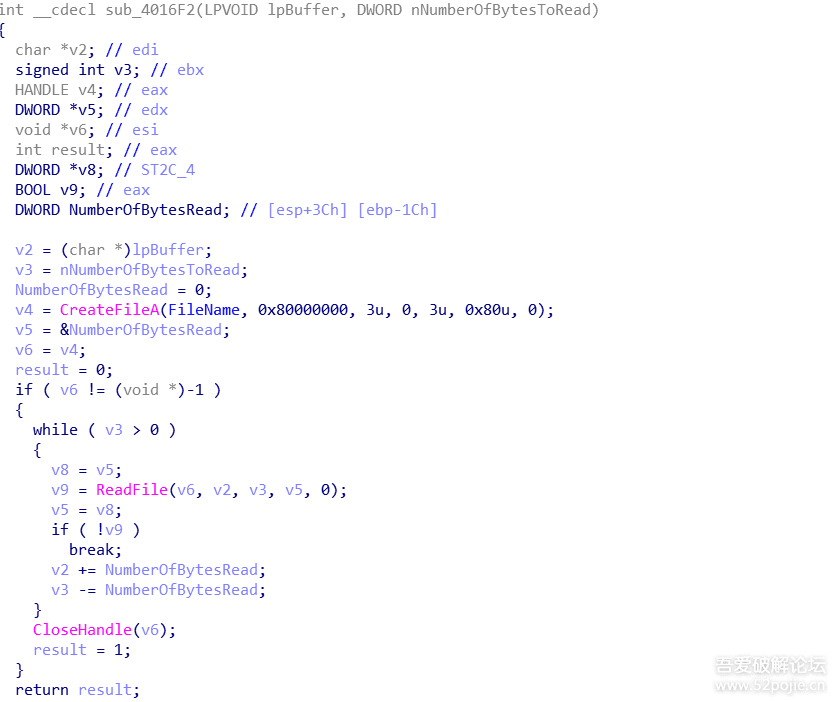 int __cdecl sub_4016F2(LPVOID lpBuffer, DWORD nNumberOfBytesToRead)
{
  char *v2; // edi
  signed int v3; // ebx
  HANDLE v4; // eax
  DWORD *v5; // edx
  void *v6; // esi
  int result; // eax
  DWORD *v8; // ST2C_4
  BOOL v9; // eax
  DWORD NumberOfBytesRead; // [esp+3Ch] [ebp-1Ch]

  v2 = (char *)lpBuffer;
  v3 = nNumberOfBytesToRead;
  NumberOfBytesRead = 0;
  v4 = CreateFileA(FileName, 0x80000000, 3u, 0, 3u, 0x80u, 0);
  v5 = &NumberOfBytesRead;
  v6 = v4;
  result = 0;
  if ( v6 != (void *)-1 )
  {
    while ( v3 > 0 )
    {
      v8 = v5;
      v9 = ReadFile(v6, v2, v3, v5, 0);
      v5 = v8;
      if ( !v9 )
        break;
      v2 += NumberOfBytesRead;
      v3 -= NumberOfBytesRead;
    }
    CloseHandle(v6);
    result = 1;
  }
  return result;
吾爱破解论坛
www.52pojie.cn